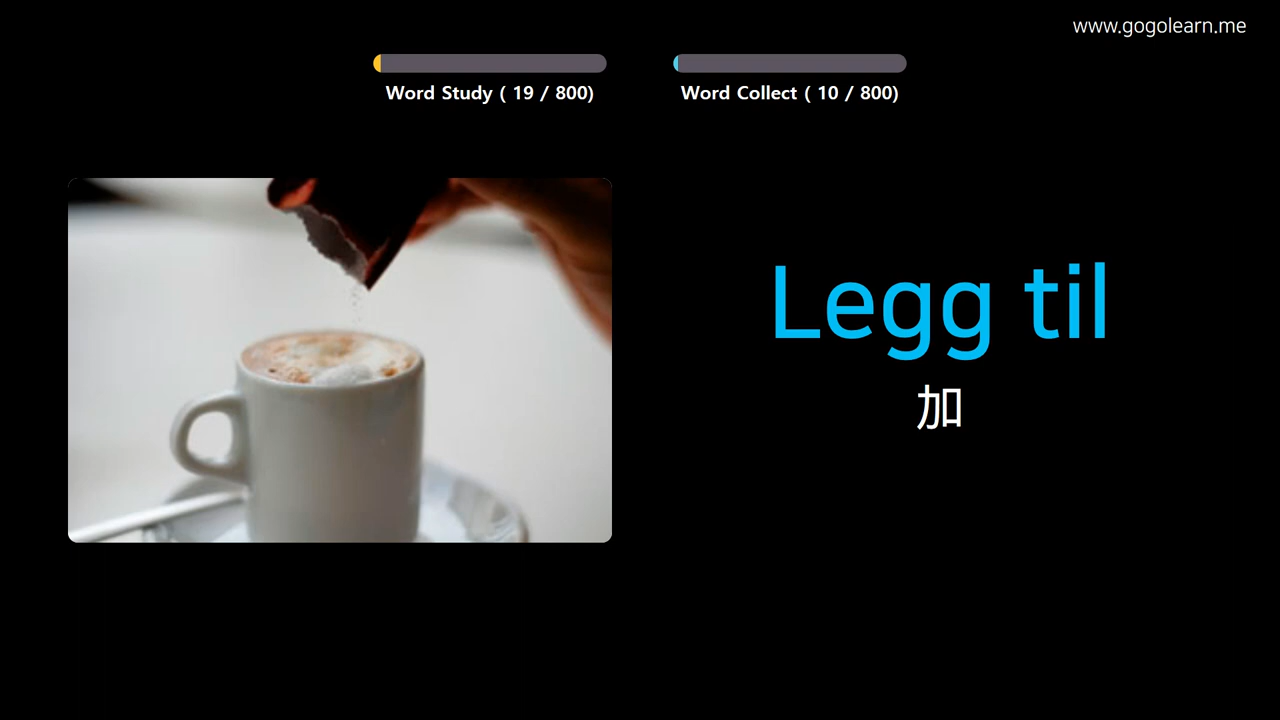 www.gogolearn.me
Word Study ( 19 / 800)
Word Collect ( 10 / 800)
Legg til
加